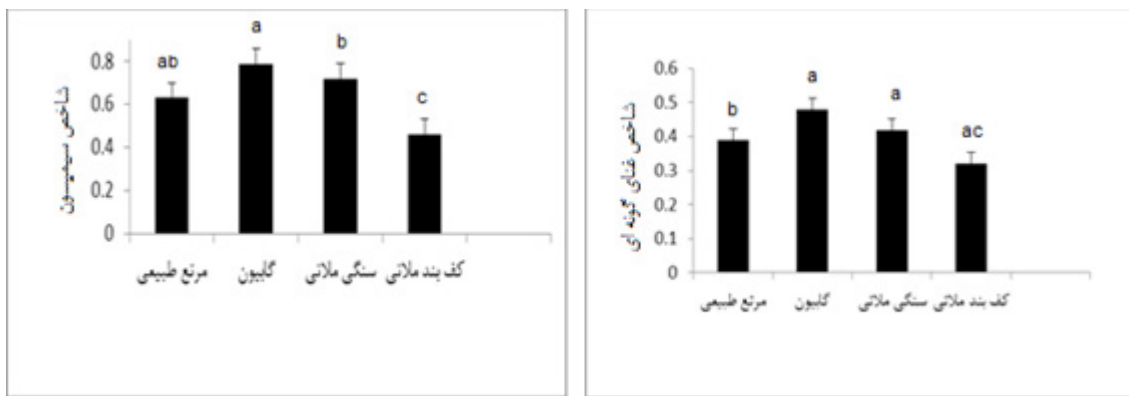 شاخص سیمپسون
0.8
0.6
0.4
0.2
0
ab
a
b
c
مرتع طبیعی
گابیون
سنگی ملاتی
کف بند ملاتی
شاخص غنای گونه ای
0.6
0.5
0.4
0.3
0.2
0.1
0
b
a
a
ac
مرتع طبیعی
گابیون
سنگی ملاتی
کف بند ملاتی